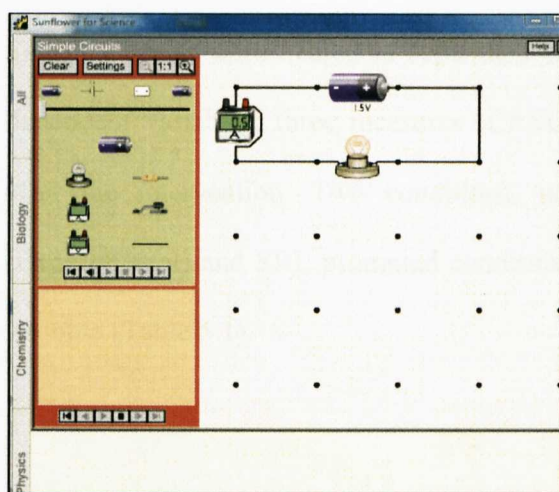 Sunflower for Science
Simple Circuits
Help
Clear
Settings
1:1
All
Biology
Chemistry
Physics
1.5V
0.5
A